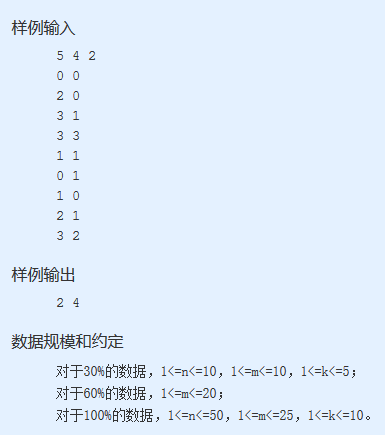 样例输入
5 4 2
0 0
2 0
3 1
3 3
1 1
0 1
1 0
2 1
3 2
样例输出
2 4
数据规模和约定
对于30%的数据，1<=n<=10，1<=m<=10，1<=k<=5；
对于60%的数据，1<=m<=20；
对于100%的数据，1<=n<=50，1<=m<=25，1<=k<=10。